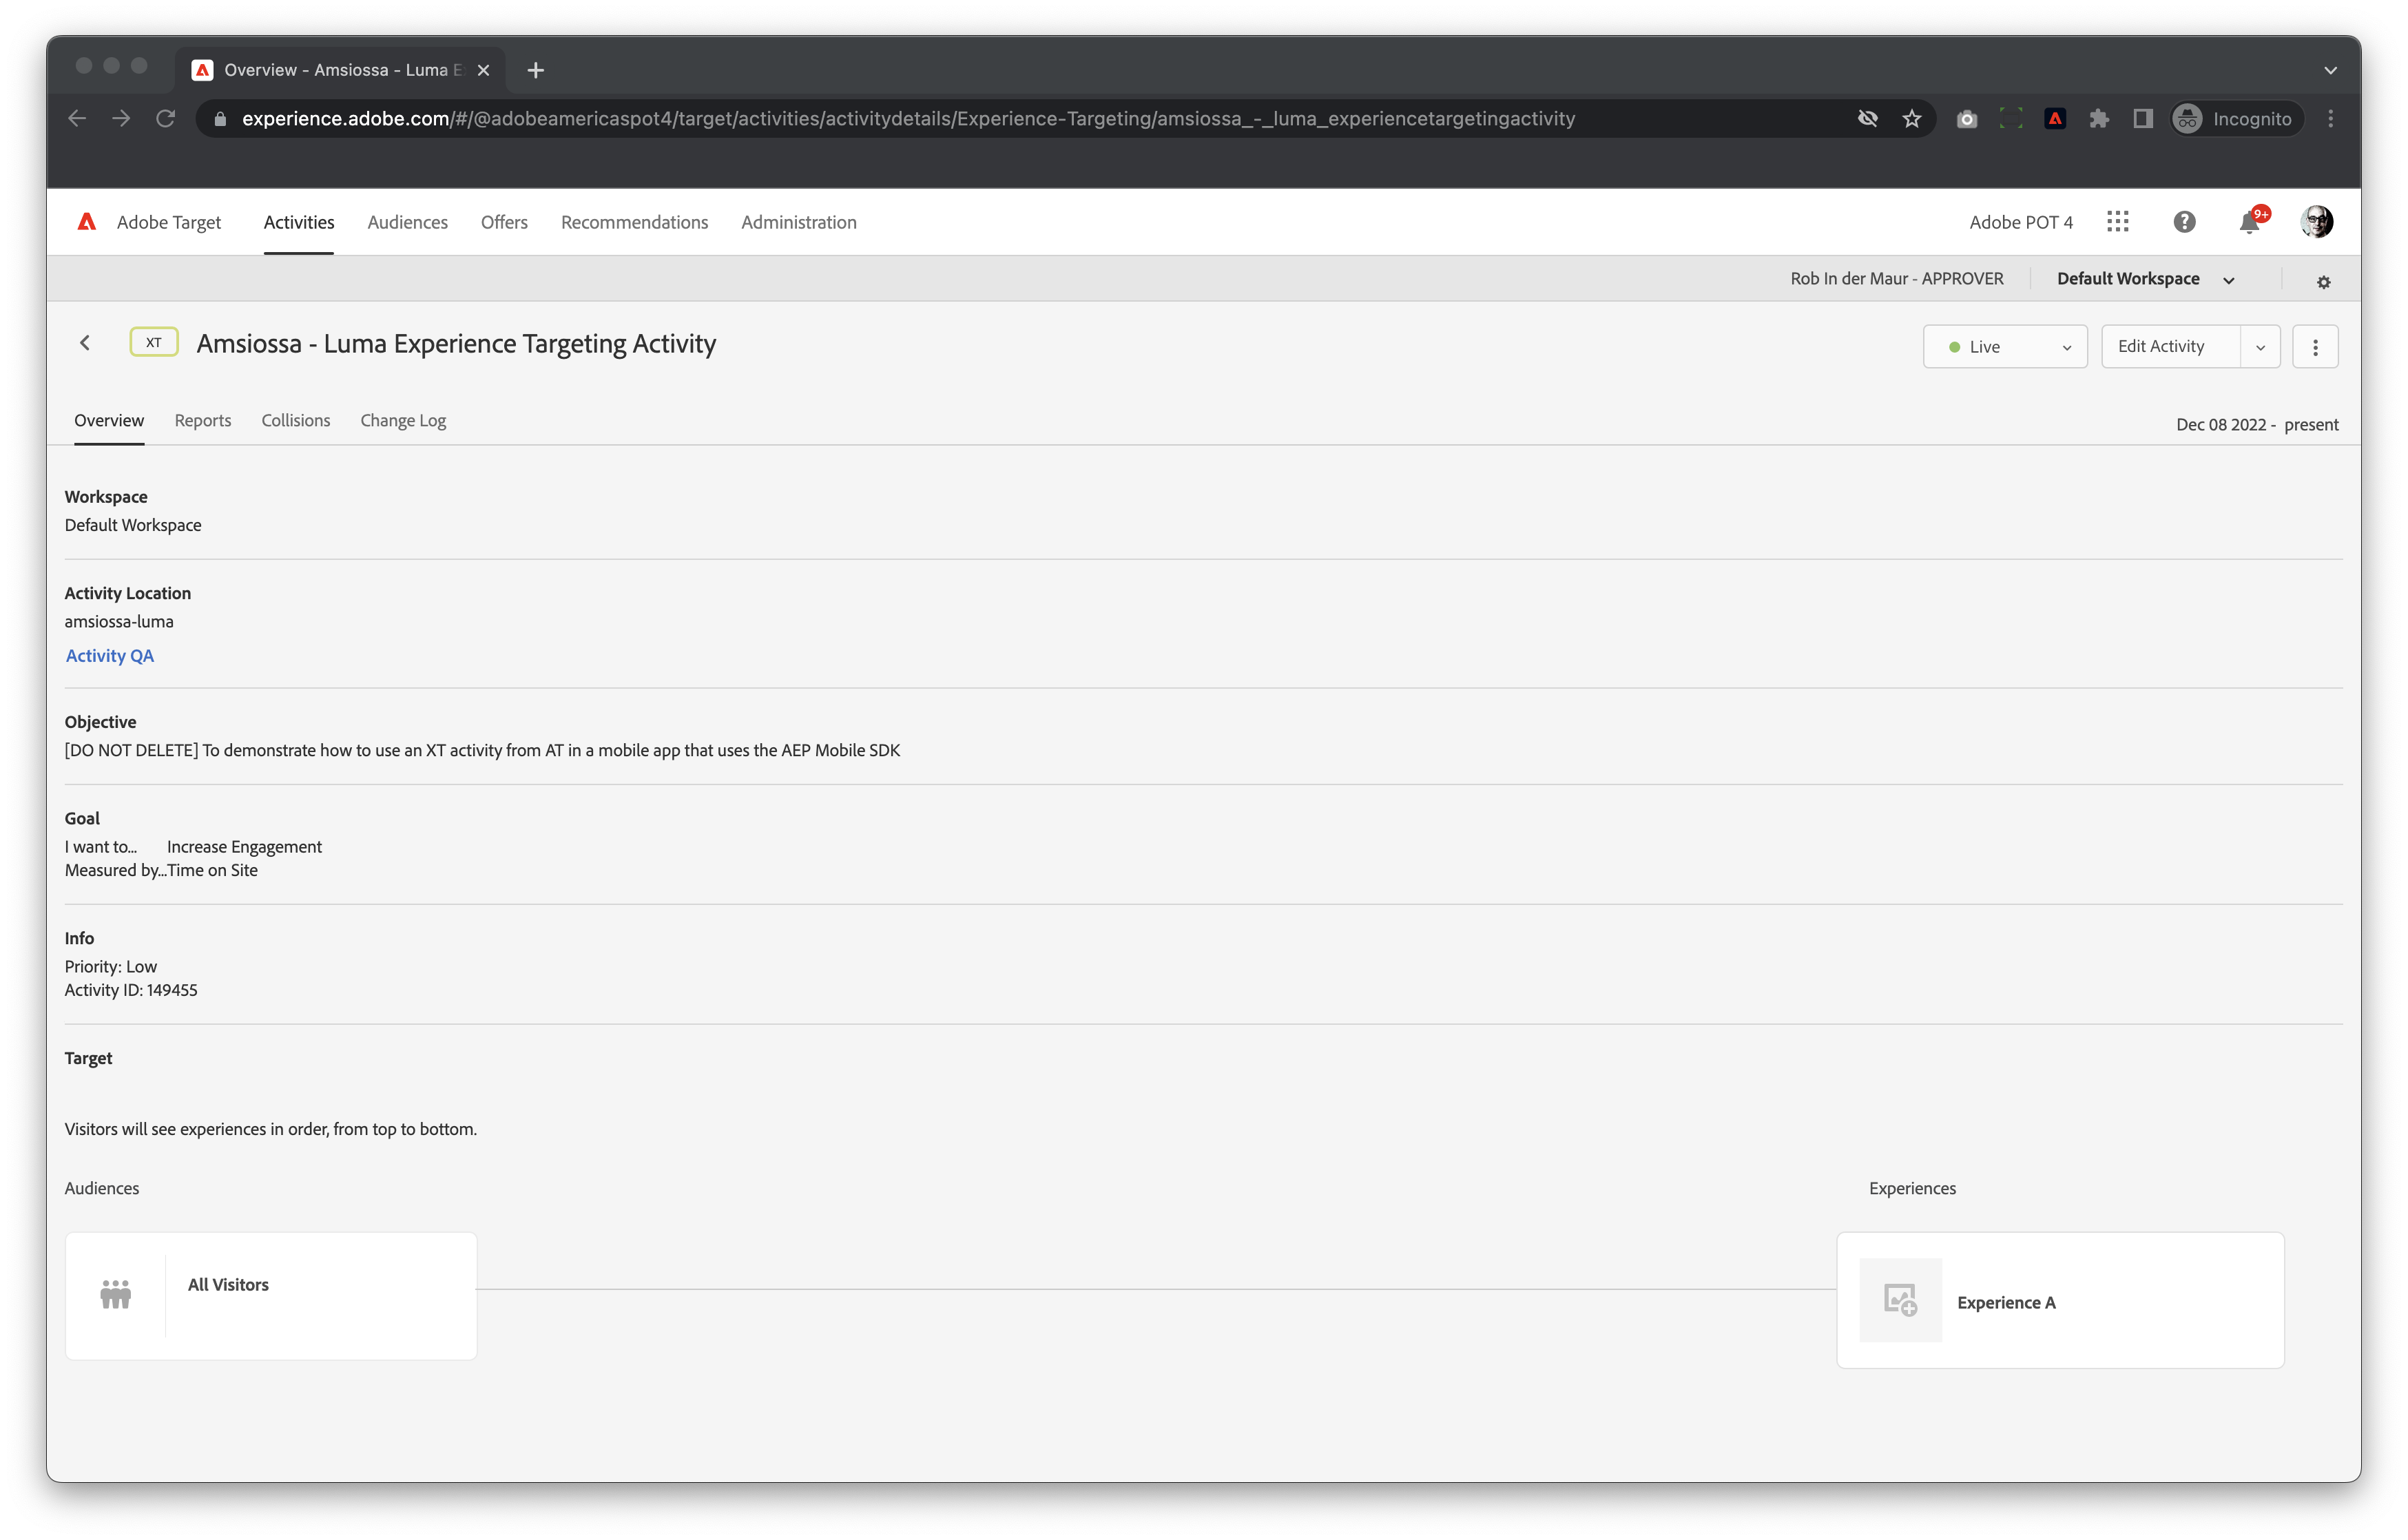 Overview - Amsiossa - Luma E
experience.adobe.com/#/@adobeamericaspot4/target/activities/activitydetails/Experience-Targeting/amsiossa_-_luma_experiencetargetingactivity
Incognito
Adobe Target
Activities
Audiences
Offers
Recommendations
Administration
Adobe POT 4
9+
Rob In der Maur - APPROVER
Default Workspace
XT
Amsiossa - Luma Experience Targeting Activity
Live
Edit Activity
Overview
Reports
Collisions
Change Log
Dec 08 2022 - present
Workspace
Default Workspace
Activity Location
amsiossa-luma
Activity QA
Objective
[DO NOT DELETE] To demonstrate how to use an XT activity from AT in a mobile app that uses the AEP Mobile SDK
Goal
I want to... Increase Engagement
Measured by...Time on Site
Info
Priority: Low
Activity ID: 149455
Target
Visitors will see experiences in order, from top to bottom.
Audiences
Experiences
All Visitors
Experience A